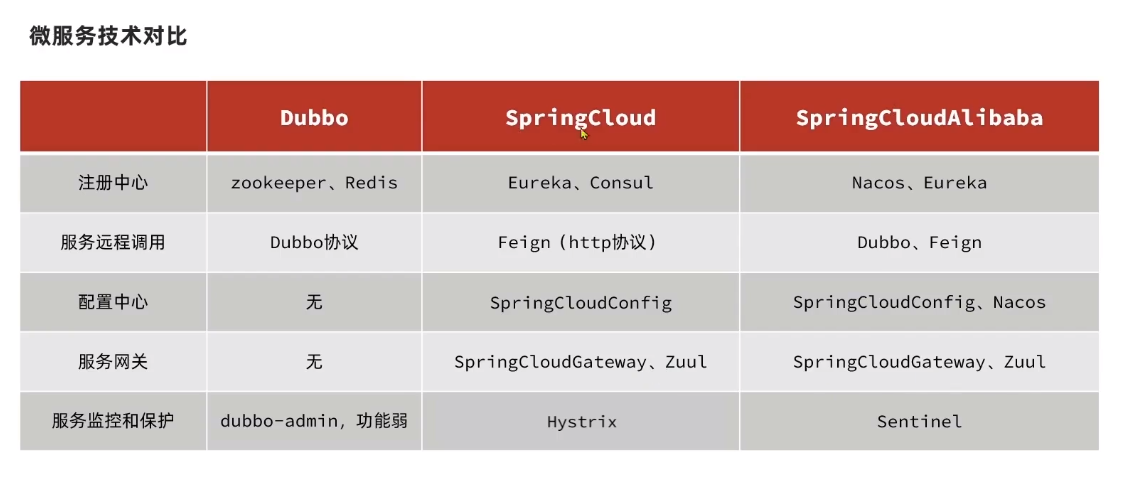 微服务技术对比
Dubbo SpringCloud SpringCloudAlibaba
注册中心 zookeeper、Redis Eureka、Consul Nacos、Eureka
服务远程调用 Dubbo协议 Feign（http协议） Dubbo、Feign
配置中心 无 SpringCloudConfig SpringCloudConfig、Nacos
服务网关 无 SpringCloudGateway、Zuul SpringCloudGateway、Zuul
服务监控和保护 dubbo-admin，功能弱 Hystrix Sentinel